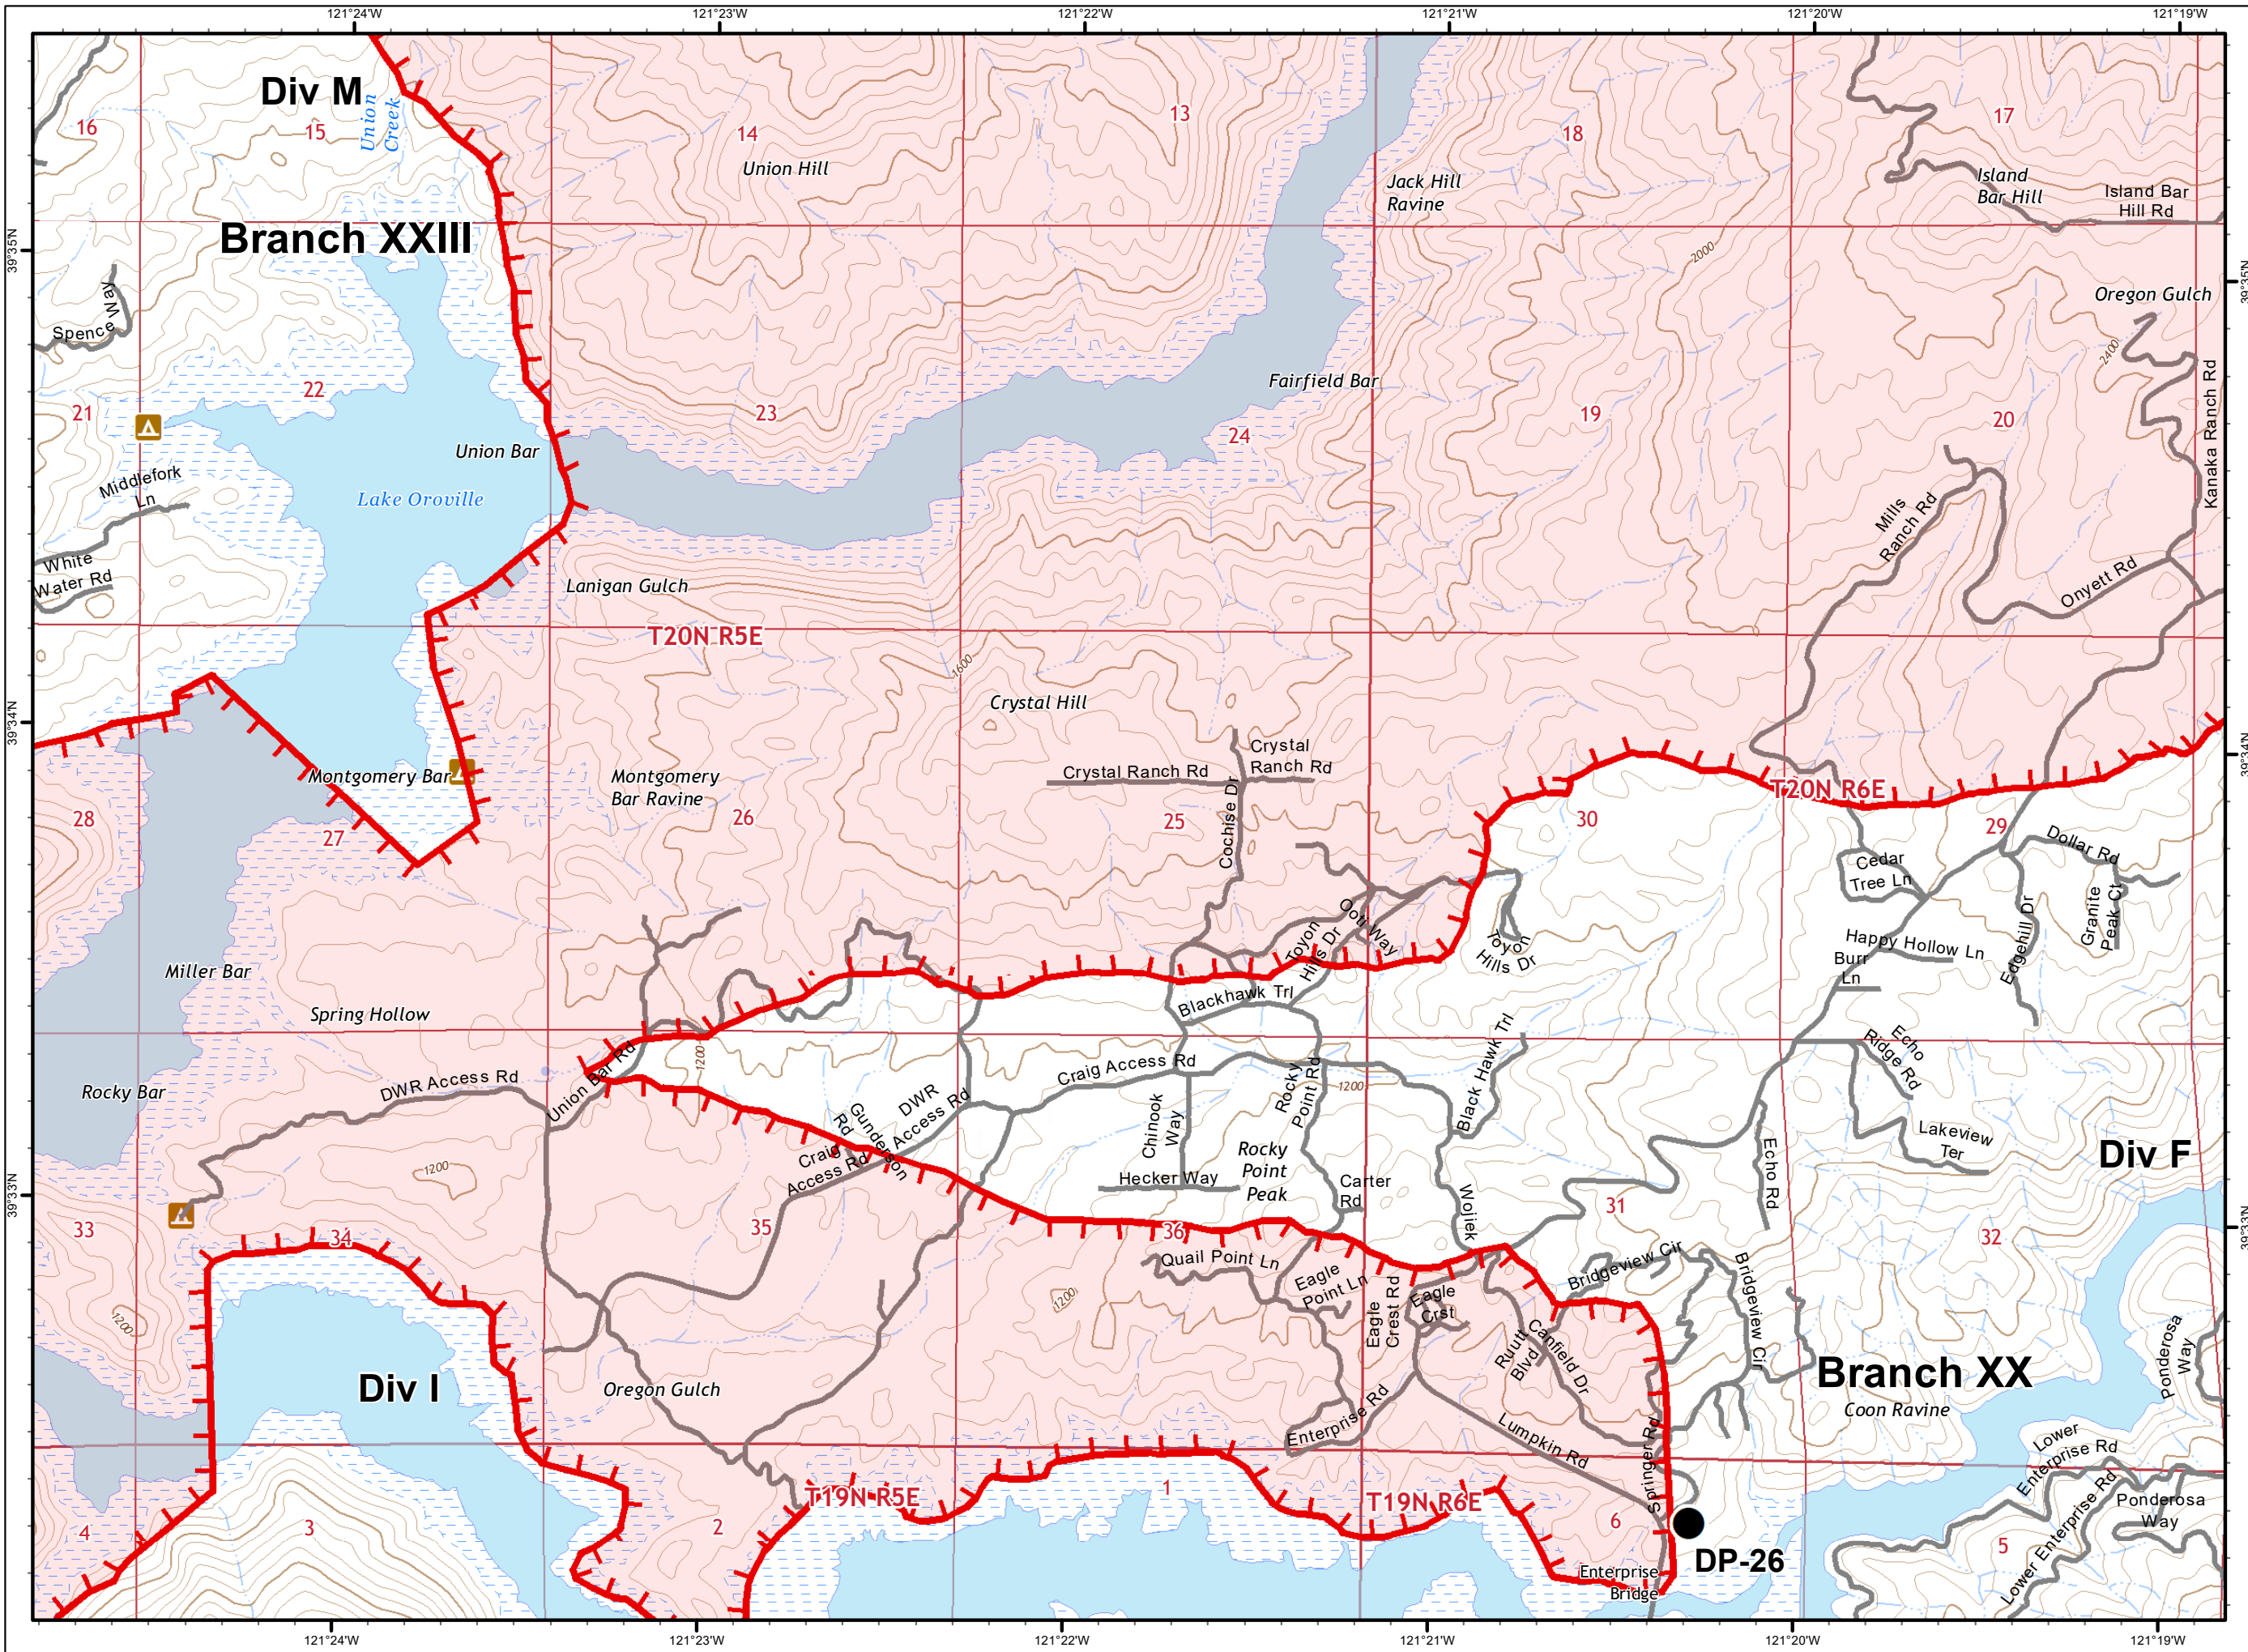 121°24'W
121°23'W
121°22'W
121°21'W
121°20'W
121°19'W
Div M
Union
Creek
16
15
14
13
18
17
Union Hill
Jack Hill
Ravine
Island
Bar Hill
Island Bar
Hill Rd
Branch XXIII
39°35'N
39°35'N
2000
Oregon Gulch
Spence
Way
2400
Kanaka Ranch Rd
22
21
23
Fairfield Bar
24
19
20
Union Bar
Middlefork
Ln
Lake Oroville
Mills
Ranch Rd
White
Water Rd
Lanigan Gulch
Onyett Rd
T20N R5E
1600
Crystal Hill
39°34'N
39°34'N
Crystal
Ranch Rd
Crystal Ranch Rd
Montgomery Bar
Montgomery
Bar Ravine
T20N R6E
28
27
26
25
Cochise Dr
30
29
Dollar Rd
Cedar
Tree Ln
Granite
Peak Ct
Ooti Way
Toyon
Hills Dr
Toyon
Hills Dr
Edgehill Dr
Happy Hollow Ln
Burr
Ln
Miller Bar
Spring Hollow
Blackhawk Trl
Black Hawk Trl
Echo
Ridge Rd
1200
Union Bar Rd
Craig Access Rd
1200
Rocky
Point Rd
Rocky Bar
DWR Access Rd
DWR
Access Rd
Gunderson
Rd
Craig
Access Rd
Chinook
Way
Rocky
Point
Peak
Hecker Way
Carter
Rd
Wojiek
Echo Rd
Lakeview
Ter
Div F
1200
39°33'N
39°33'N
33
34
35
36
31
32
Quail Point Ln
Eagle
Point Ln
Eagle
Crest Rd
Eagle
Crst
Bridgeview Cir
Bridgeview Cir
1200
1200
Ruutt
Blvd
Canfield Dr
Ponderosa
Way
Div I
Oregon Gulch
Branch XX
Coon Ravine
Enterprise Rd
Lumpkin Rd
Springer Rd
Lower
Enterprise Rd
Lower Enterprise Rd
Ponderosa
Way
T19N R5E
T19N R6E
4
3
2
1
6
5
DP-26
Enterprise
Bridge
121°24'W
121°23'W
121°22'W
121°21'W
121°20'W
121°19'W